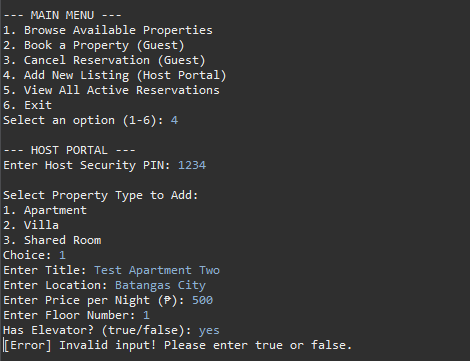 --- MAIN MENU ---
1. Browse Available Properties
2. Book a Property (Guest)
3. Cancel Reservation (Guest)
4. Add New Listing (Host Portal)
5. View All Active Reservations
6. Exit
Select an option (1-6): 4
--- HOST PORTAL ---
Enter Host Security PIN: 1234
Select Property Type to Add:
1. Apartment
2. Villa
3. Shared Room
Choice: 1
Enter Title: Test Apartment Two
Enter Location: Batangas City
Enter Price per Night (₱): 500
Enter Floor Number: 1
Has Elevator? (true/false): yes
[Error] Invalid input! Please enter true or false.